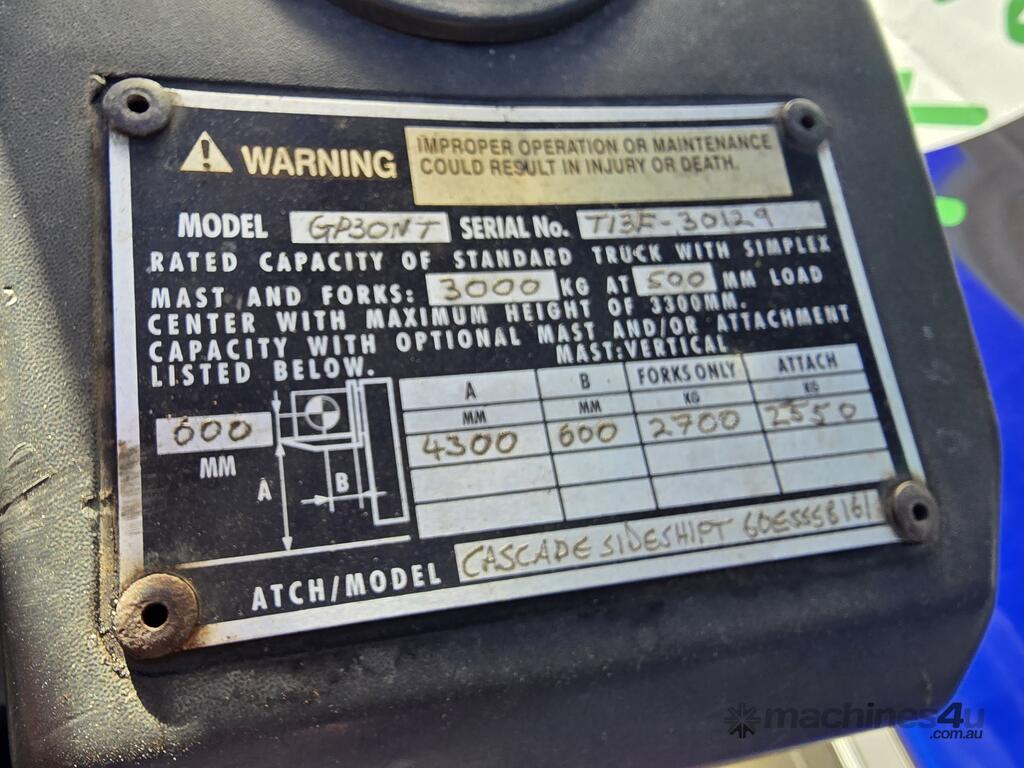 WARNING IMPROPER OPERATION OR MAINTENANCE
COULD RESULT IN INJURY OR DEATH.
MODEL GP30NT SERIAL No. T13F-30129
RATED CAPACITY OF STANDARD TRUCK WITH SIMPLEX
MAST AND FORKS: 3000 KG AT 500 MM LOAD
CENTER WITH MAXIMUM HEIGHT OF 3300MM.
CAPACITY WITH OPTIONAL MAST AND/OR ATTACHMENT
LISTED BELOW. MAST:VERTICAL
A B FORKS ONLY ATTACH
MM MM KG KG
600 4300 600 2700 2550
MM
A B
ATCH/MODEL CASCADE SIDESHIFT
machines4u
.com.au